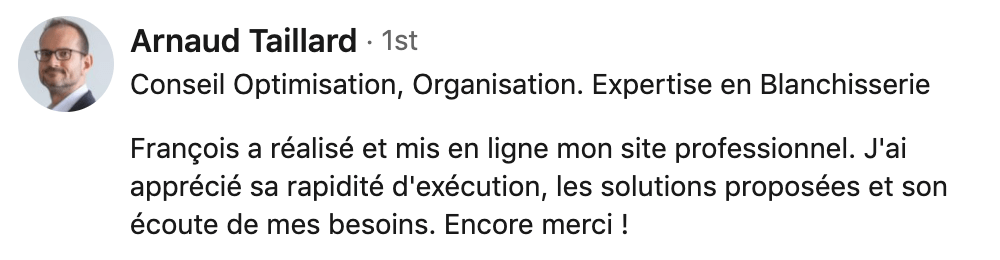 Arnaud Taillard · 1st
Conseil Optimisation, Organisation. Expertise en Blanchisserie
François a réalisé et mis en ligne mon site professionnel. J'ai
apprécié sa rapidité d'exécution, les solutions proposées et son
écoute de mes besoins. Encore merci !